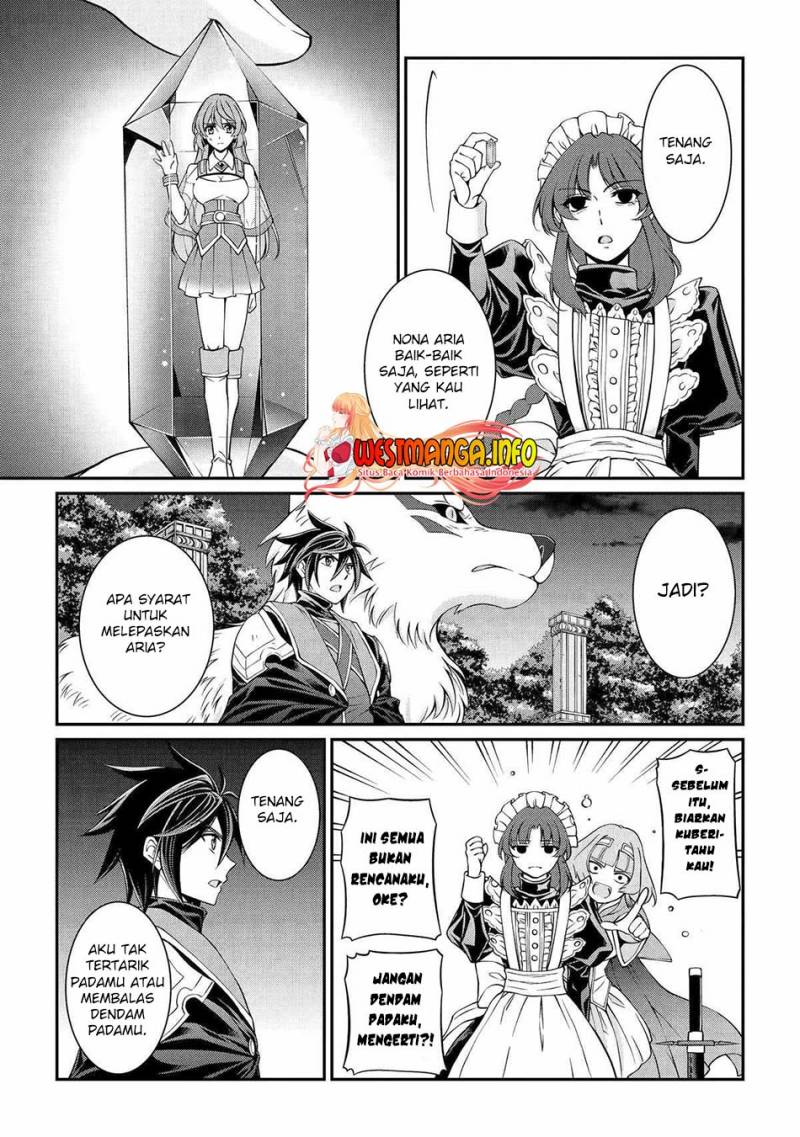 TENANG
SAJA.
NONA ARIA
BAIK-BAIK
SAJA, SEPERTI
YANG KAU
LIHAT.
WESTMANGA.INFO
Situs Baca Komik Berbahasa Indonesia
JADI?
APA SYARAT
UNTUK
MELEPASKAN
ARIA?
S-
SEBELUM
ITU,
BIARKAN
KUBERI-
TAHU
KAU!
INI SEMUA
BUKAN
RENCANAKU,
OKE?
JANGAN
DENDAM
PADAKU,
MENGERTI?!
TENANG
SAJA.
AKU TAK
TERTARIK
PADAMU ATAU
MEMBALAS
DENDAM
PADAMU.